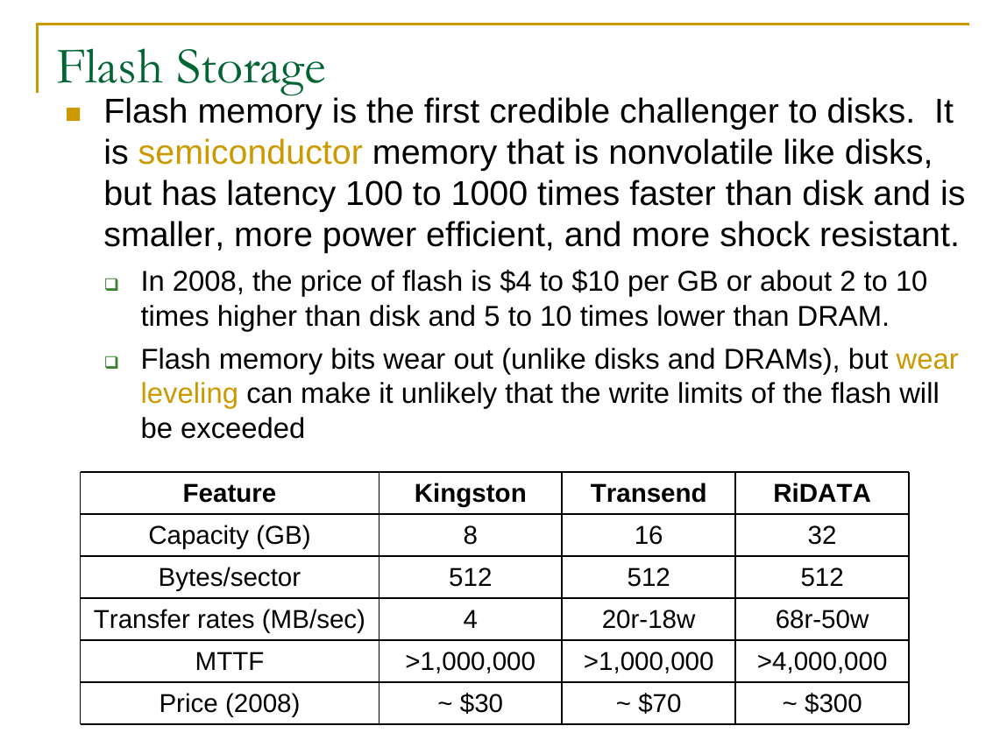 Flash Storage
Flash memory is the first credible challenger to disks.  It
is semiconductor memory that is nonvolatile like disks,
but has latency 100 to 1000 times faster than disk and is
smaller, more power efficient, and more shock resistant.
In 2008, the price of flash is $4 to $10 per GB or about 2 to 10
times higher than disk and 5 to 10 times lower than DRAM.
Flash memory bits wear out (unlike disks and DRAMs), but wear
leveling can make it unlikely that the write limits of the flash will
be exceeded
Feature Kingston Transend RiDATA
Capacity (GB) 8 16 32
Bytes/sector 512 512 512
Transfer rates (MB/sec) 4 20r-18w 68r-50w
MTTF >1,000,000 >1,000,000 >4,000,000
Price (2008) ~ $30 ~ $70 ~ $300